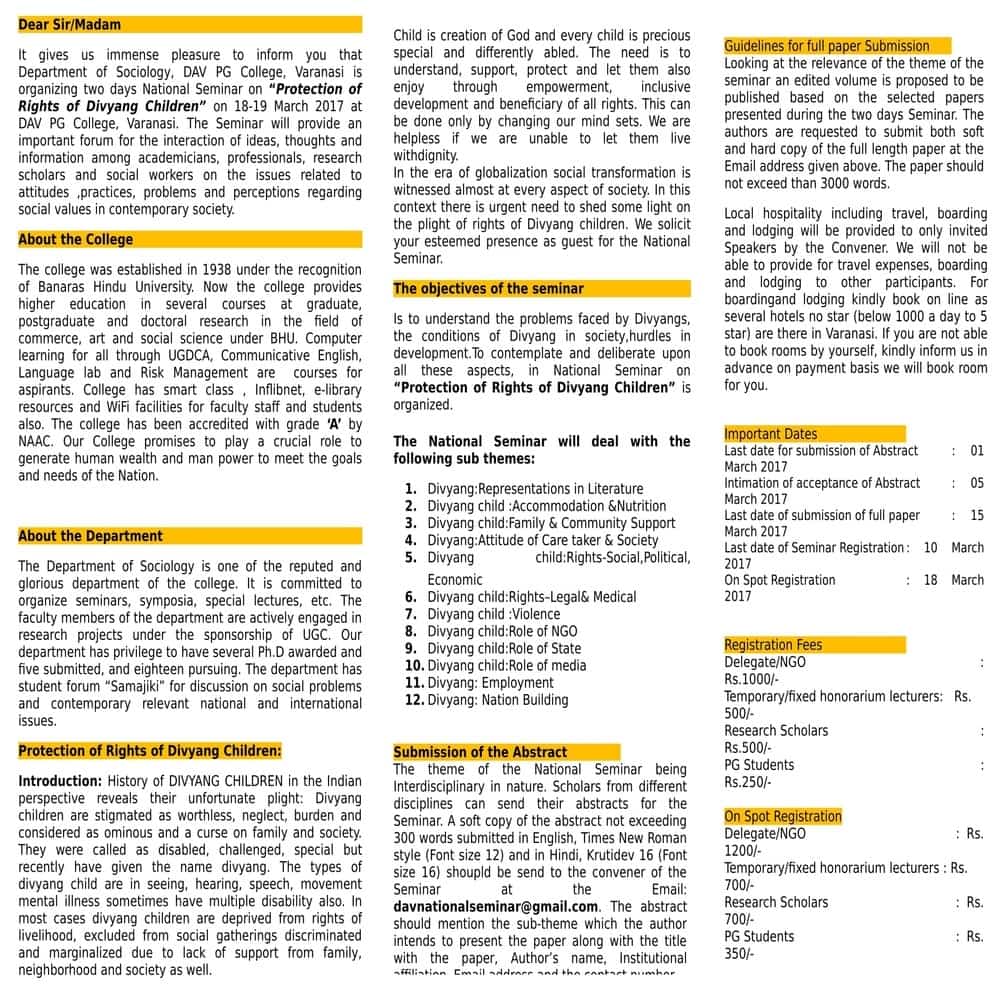 Dear Sir/Madam
It gives us immense pleasure to inform you that
Department of Sociology, DAV PG College, Varanasi is
organizing two days National Seminar on “Protection of
Rights of Divyang Children” on 18-19 March 2017 at
DAV PG College, Varanasi. The Seminar will provide an
important forum for the interaction of ideas, thoughts and
information among academicians, professionals, research
scholars and social workers on the issues related to
attitudes ,practices, problems and perceptions regarding
social values in contemporary society.
About the College
The college was established in 1938 under the recognition
of Banaras Hindu University. Now the college provides
higher education in several courses at graduate,
postgraduate and doctoral research in the field of
commerce, art and social science under BHU. Computer
learning for all through UGDCA, Communicative English,
Language lab and Risk Management are courses for
aspirants. College has smart class , Inflibnet, e-library
resources and WiFi facilities for faculty staff and students
also. The college has been accredited with grade ‘A’ by
NAAC. Our College promises to play a crucial role to
generate human wealth and man power to meet the goals
and needs of the Nation.
About the Department
The Department of Sociology is one of the reputed and
glorious department of the college. It is committed to
organize seminars, symposia, special lectures, etc. The
faculty members of the department are actively engaged in
research projects under the sponsorship of UGC. Our
department has privilege to have several Ph.D awarded and
five submitted, and eighteen pursuing. The department has
student forum “Samajiki” for discussion on social problems
and contemporary relevant national and international
issues.
Protection of Rights of Divyang Children:
Introduction: History of DIVYANG CHILDREN in the Indian
perspective reveals their unfortunate plight: Divyang
children are stigmated as worthless, neglect, burden and
considered as ominous and a curse on family and society.
They were called as disabled, challenged, special but
recently have given the name divyang. The types of
divyang child are in seeing, hearing, speech, movement
mental illness sometimes have multiple disability also. In
most cases divyang children are deprived from rights of
livelihood, excluded from social gatherings discriminated
and marginalized due to lack of support from family,
neighborhood and society as well.
Child is creation of God and every child is precious
special and differently abled. The need is to
understand, support, protect and let them also
enjoy through empowerment, inclusive
development and beneficiary of all rights. This can
be done only by changing our mind sets. We are
helpless if we are unable to let them live
withdignity.
In the era of globalization social transformation is
witnessed almost at every aspect of society. In this
context there is urgent need to shed some light on
the plight of rights of Divyang children. We solicit
your esteemed presence as guest for the National
Seminar.
The objectives of the seminar
Is to understand the problems faced by Divyangs,
the conditions of Divyang in society,hurdles in
development.To contemplate and deliberate upon
all these aspects, in National Seminar on
“Protection of Rights of Divyang Children” is
organized.
The National Seminar will deal with the
following sub themes:
1. Divyang:Representations in Literature
2. Divyang child :Accommodation &Nutrition
3. Divyang child:Family & Community Support
4. Divyang:Attitude of Care taker & Society
5. Divyang child:Rights-Social,Political,
Economic
6. Divyang child:Rights–Legal& Medical
7. Divyang child :Violence
8. Divyang child:Role of NGO
9. Divyang child:Role of State
10. Divyang child:Role of media
11. Divyang: Employment
12. Divyang: Nation Building
Submission of the Abstract
The theme of the National Seminar being
Interdisciplinary in nature. Scholars from different
disciplines can send their abstracts for the
Seminar. A soft copy of the abstract not exceeding
300 words submitted in English, Times New Roman
style (Font size 12) and in Hindi, Krutidev 16 (Font
size 16) shoupld be send to the convener of the
Seminar at the Email:
davnationalseminar@gmail.com. The abstract
should mention the sub-theme which the author
intends to present the paper along with the title
with the paper, Author’s name, Institutional
affiliation, Email address and the contact number
Guidelines for full paper Submission
Looking at the relevance of the theme of the
seminar an edited volume is proposed to be
published based on the selected papers
presented during the two days Seminar. The
authors are requested to submit both soft
and hard copy of the full length paper at the
Email address given above. The paper should
not exceed than 3000 words.
Local hospitality including travel, boarding
and lodging will be provided to only invited
Speakers by the Convener. We will not be
able to provide for travel expenses, boarding
and lodging to other participants. For
boardingand lodging kindly book on line as
several hotels no star (below 1000 a day to 5
star) are there in Varanasi. If you are not able
to book rooms by yourself, kindly inform us in
advance on payment basis we will book room
for you.
Important Dates
Last date for submission of Abstract : 01
March 2017
Intimation of acceptance of Abstract : 05
March 2017
Last date of submission of full paper : 15
March 2017
Last date of Seminar Registration : 10 March
2017
On Spot Registration : 18 March
2017
Registration Fees
Delegate/NGO :
Rs.1000/-
Temporary/fixed honorarium lecturers: Rs.
500/-
Research Scholars :
Rs.500/-
PG Students :
Rs.250/-
On Spot Registration
Delegate/NGO : Rs.
1200/-
Temporary/fixed honorarium lecturers : Rs.
700/-
Research Scholars : Rs.
700/-
PG Students : Rs.
350/-